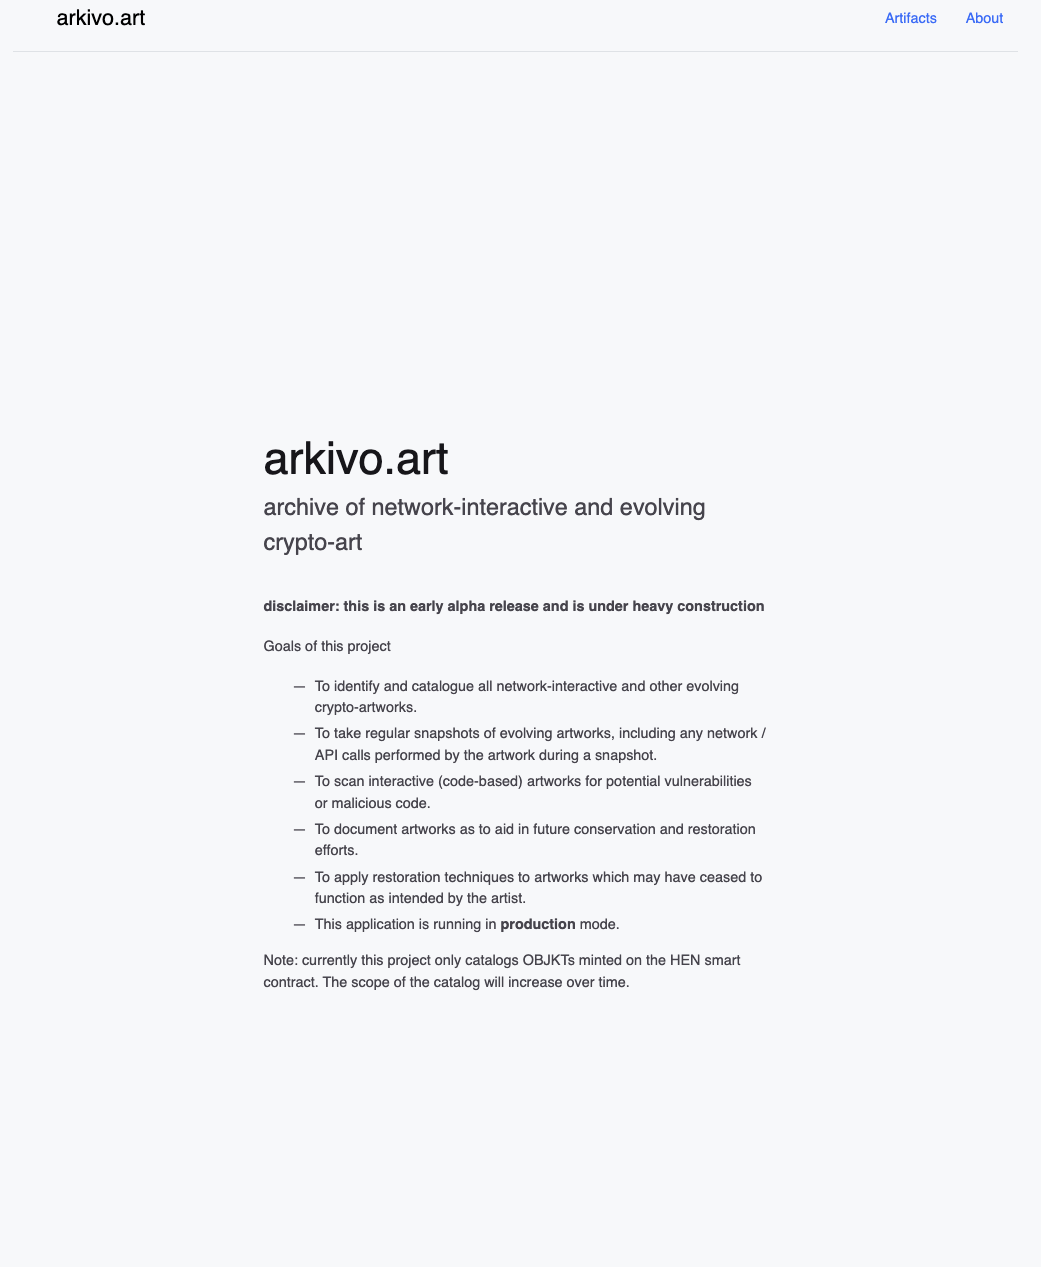 arkivo.art
Artifacts About
arkivo.art
archive of network-interactive and evolving
crypto-art
disclaimer: this is an early alpha release and is under heavy construction
Goals of this project
— To identify and catalogue all network-interactive and other evolving
crypto-artworks.
— To take regular snapshots of evolving artworks, including any network /
API calls performed by the artwork during a snapshot.
— To scan interactive (code-based) artworks for potential vulnerabilities
or malicious code.
— To document artworks as to aid in future conservation and restoration
efforts.
— To apply restoration techniques to artworks which may have ceased to
function as intended by the artist.
— This application is running in production mode.
Note: currently this project only catalogs OBJKTs minted on the HEN smart
contract. The scope of the catalog will increase over time.